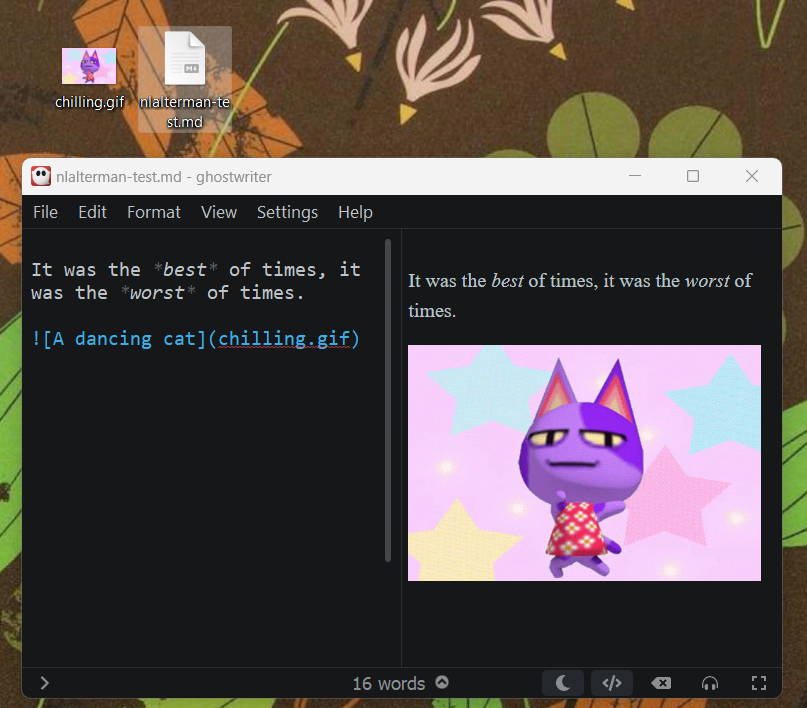 chilling.gif
nlalterman-te
st.md
nlalterman-test.md - ghostwriter
File Edit Format View Settings Help
It was the *best* of times, it
was the *worst* of times.
![A dancing cat](chilling.gif)
It was the best of times, it was the worst of
times.
16 words